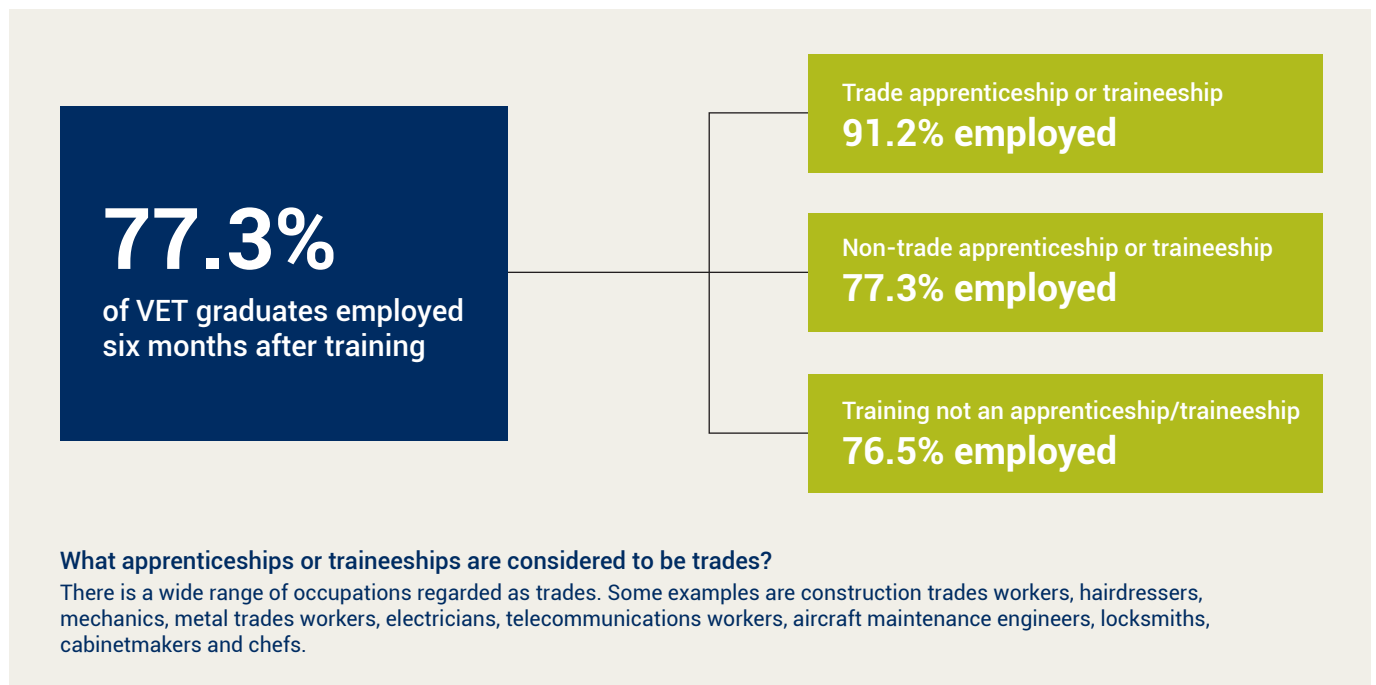 77.3%
of VET graduates employed
six months after training
Trade apprenticeship or traineeship
91.2% employed
Non-trade apprenticeship or traineeship
77.3% employed
Training not an apprenticeship/traineeship
76.5% employed
What apprenticeships or traineeships are considered to be trades?
There is a wide range of occupations regarded as trades. Some examples are construction trades workers, hairdressers,
mechanics, metal trades workers, electricians, telecommunications workers, aircraft maintenance engineers, locksmiths,
cabinetmakers and chefs.